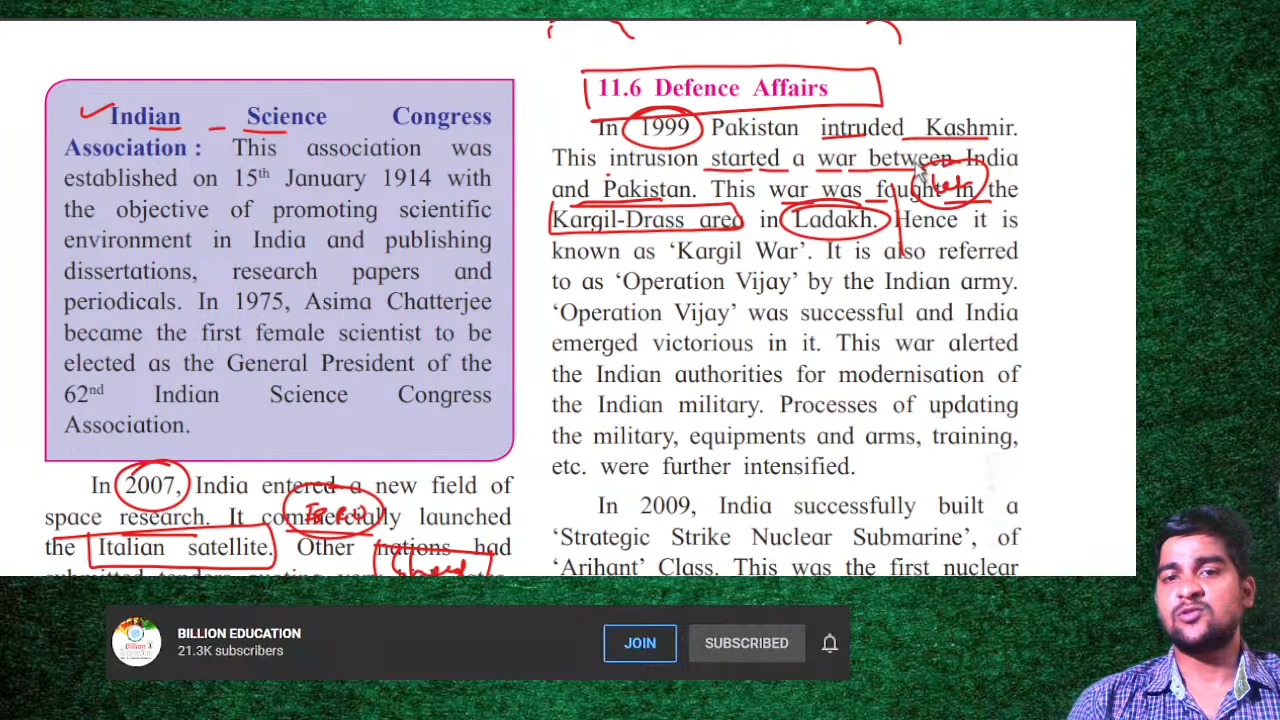 Indian Science Congress
Association : This association was
established on 15th January 1914 with
the objective of promoting scientific
environment in India and publishing
dissertations, research papers and
periodicals. In 1975, Asima Chatterjee
became the first female scientist to be
elected as the General President of the
62nd Indian Science Congress
Association.
In 2007, India entered a new field of
space research. It commercially launched
the Italian satellite. Other nations had
11.6 Defence Affairs
In 1999 Pakistan intruded Kashmir.
This intrusion started a war between India
and Pakistan. This war was fought in the
Kargil-Drass area in Ladakh. Hence it is
known as ‘Kargil War’. It is also referred
to as ‘Operation Vijay’ by the Indian army.
‘Operation Vijay’ was successful and India
emerged victorious in it. This war alerted
the Indian authorities for modernisation of
the Indian military. Processes of updating
the military, equipments and arms, training,
etc. were further intensified.
In 2009, India successfully built a
‘Strategic Strike Nuclear Submarine’, of
‘Arihant’ Class. This was the first nuclear
BILLION EDUCATION
21.3K subscribers
JOIN
SUBSCRIBED